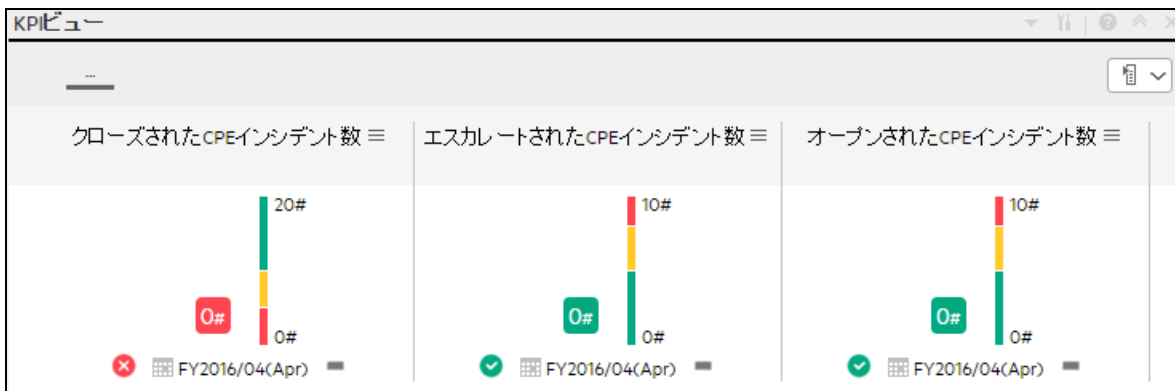 KPIビュー
...
クローズされたCPEインシデント数
エスカレートされたCPEインシデント数
オープンされたCPEインシデント数
20#
0#
0#
FY2016/04(Apr)
10#
0#
0#
FY2016/04(Apr)
10#
0#
0#
FY2016/04(Apr)